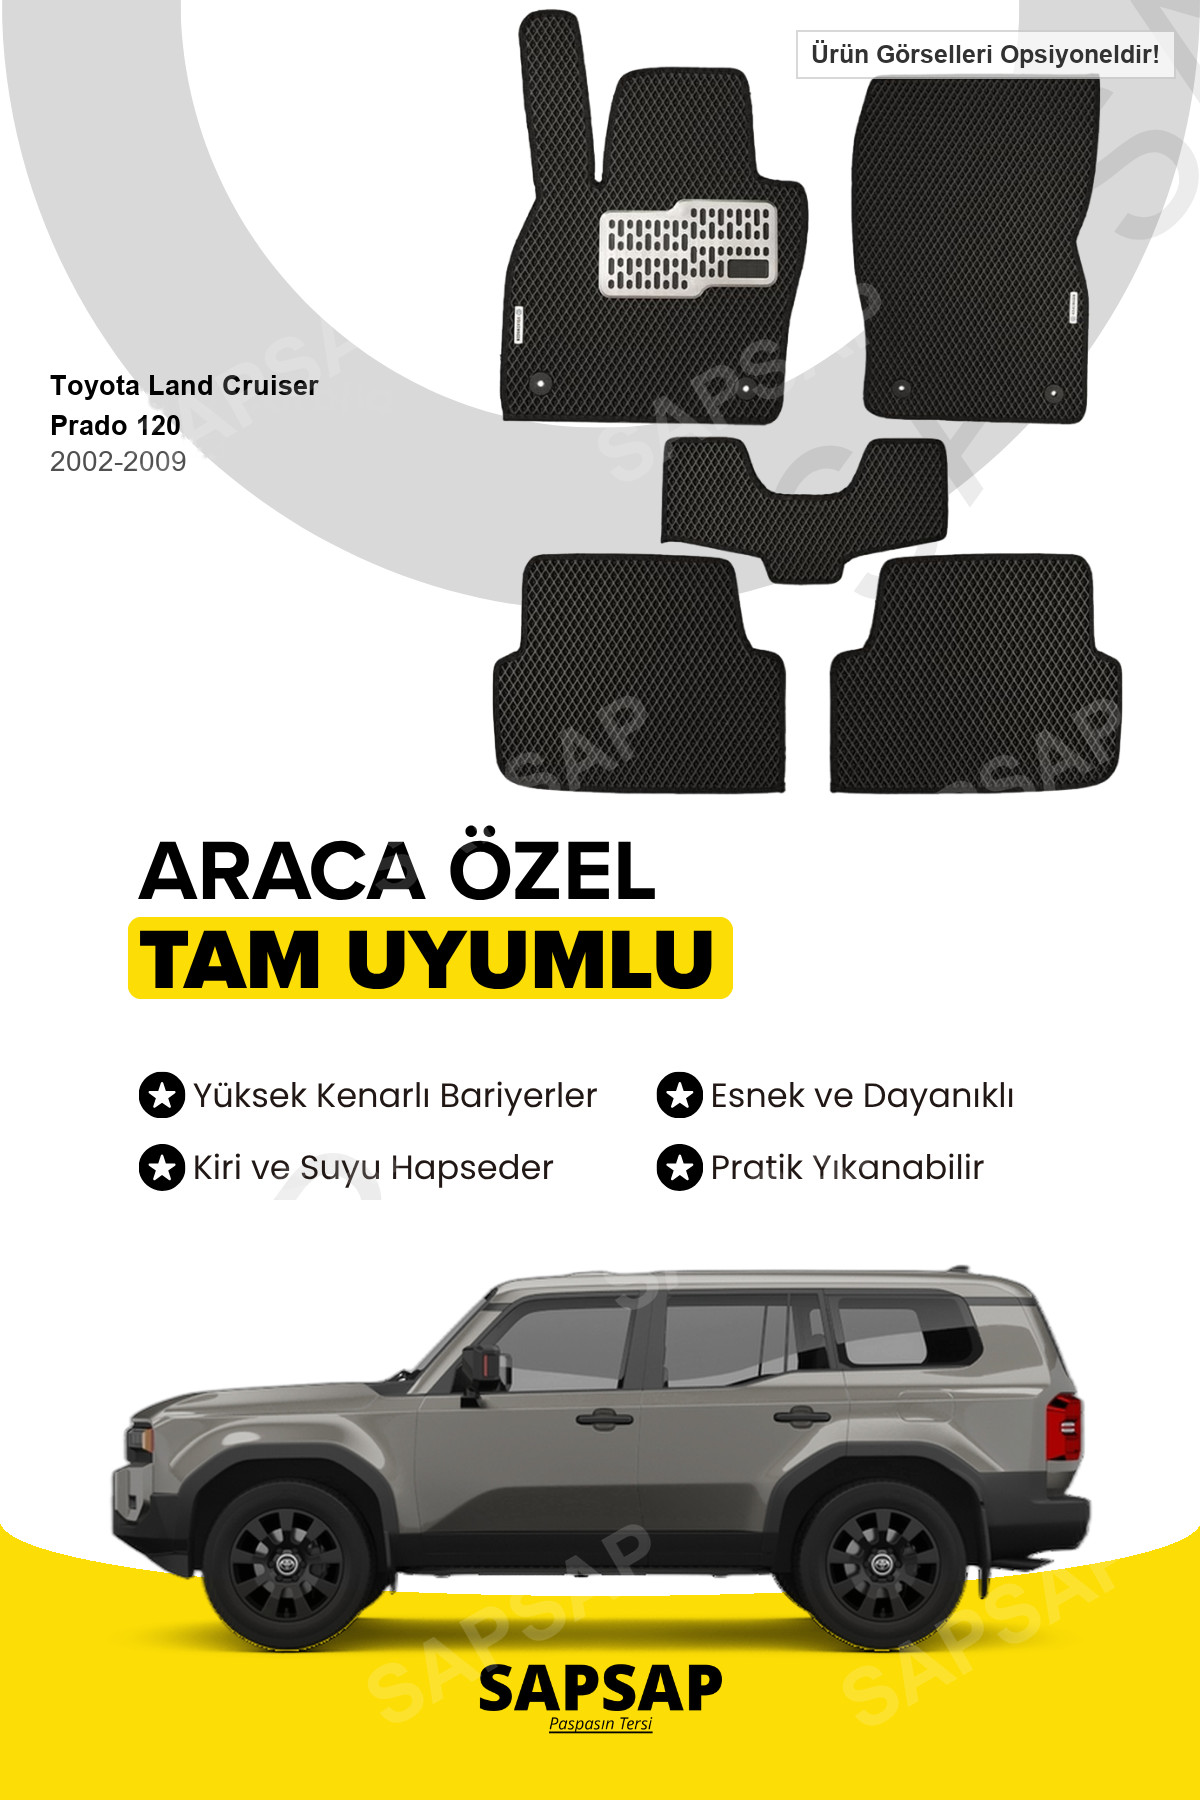 Ürün Görselleri Opsiyoneldir!
Toyota Land Cruiser
Prado 120
2002-2009
ARACA ÖZEL
TAM UYUMLU
Yüksek Kenarlı Bariyerler
Esnek ve Dayanıklı
Kiri ve Suyu Hapseder
Pratik Yıkanabilir
SAPSAP
Paspasın Tersi